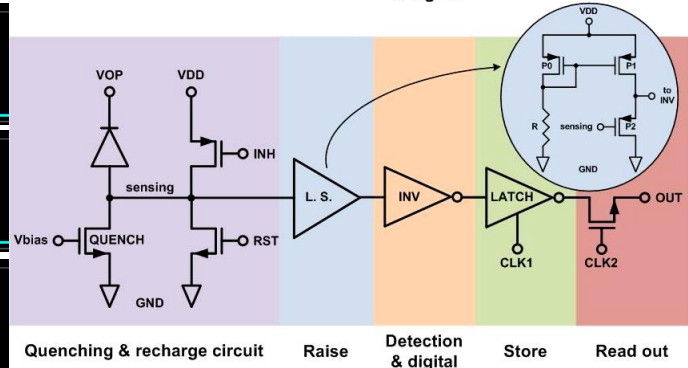 VDD
P0
P1
to
INV
R
sensing
P2
GND
VOP
VDD
INH
sensing
L. S.
INV
LATCH
OUT
Vbias
QUENCH
RST
CLK1
CLK2
GND
Quenching & recharge circuit
Raise
Detection
& digital
Store
Read out